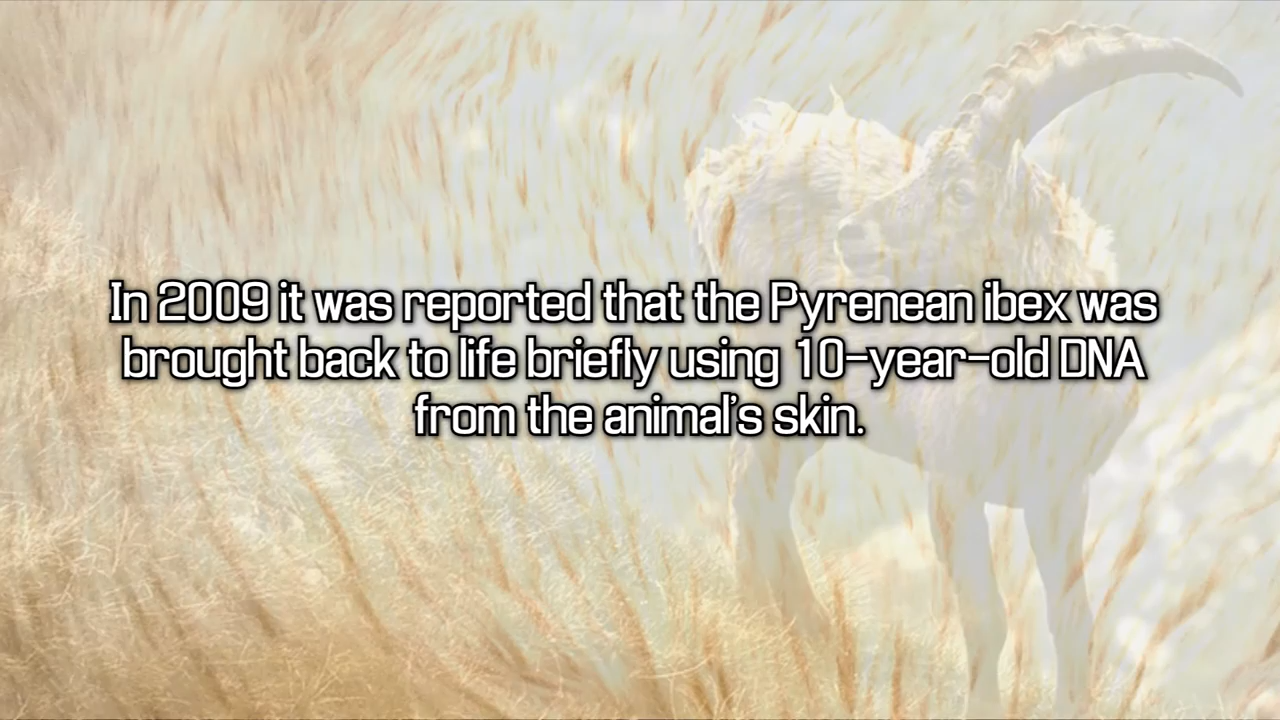 In 2009 it was reported that the Pyrenean ibex was
brought back to life briefly using 10-year-old DNA
from the animal's skin.